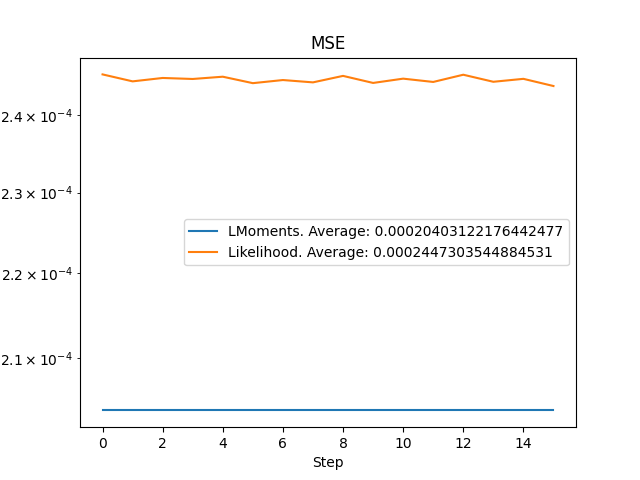 MSE
2.4 × 10⁻⁴
2.3 × 10⁻⁴
2.2 × 10⁻⁴
2.1 × 10⁻⁴
LMoments. Average: 0.00020403122176442477
Likelihood. Average: 0.0002447303544884531
0 2 4 6 8 10 12 14
Step